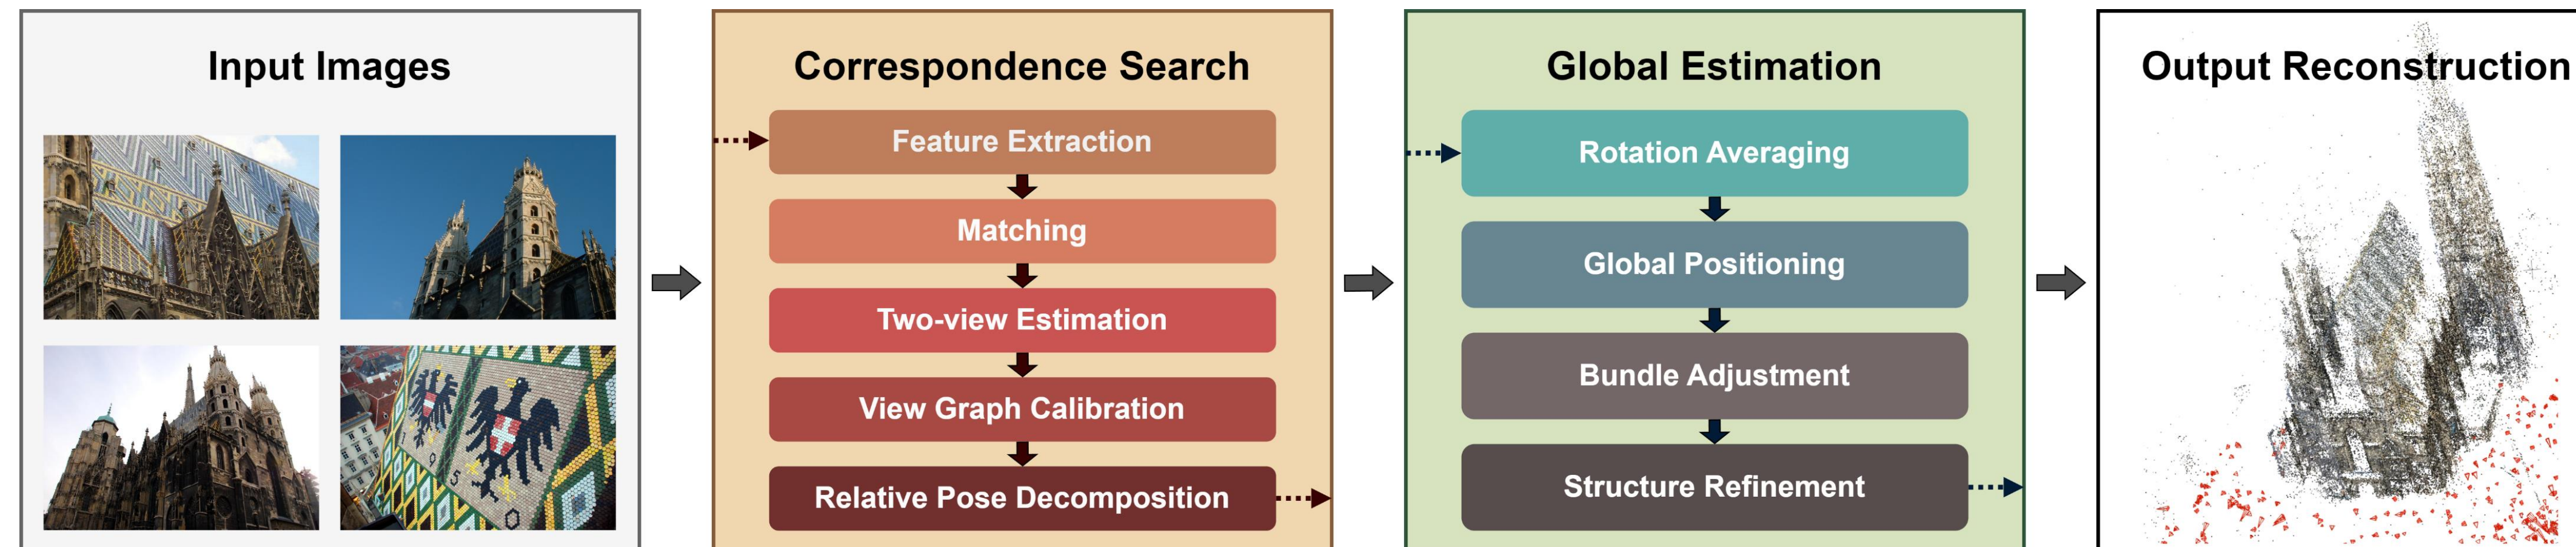 Input Images
Correspondence Search
Feature Extraction
Matching
Two-view Estimation
View Graph Calibration
Relative Pose Decomposition
Global Estimation
Rotation Averaging
Global Positioning
Bundle Adjustment
Structure Refinement
Output Reconstruction